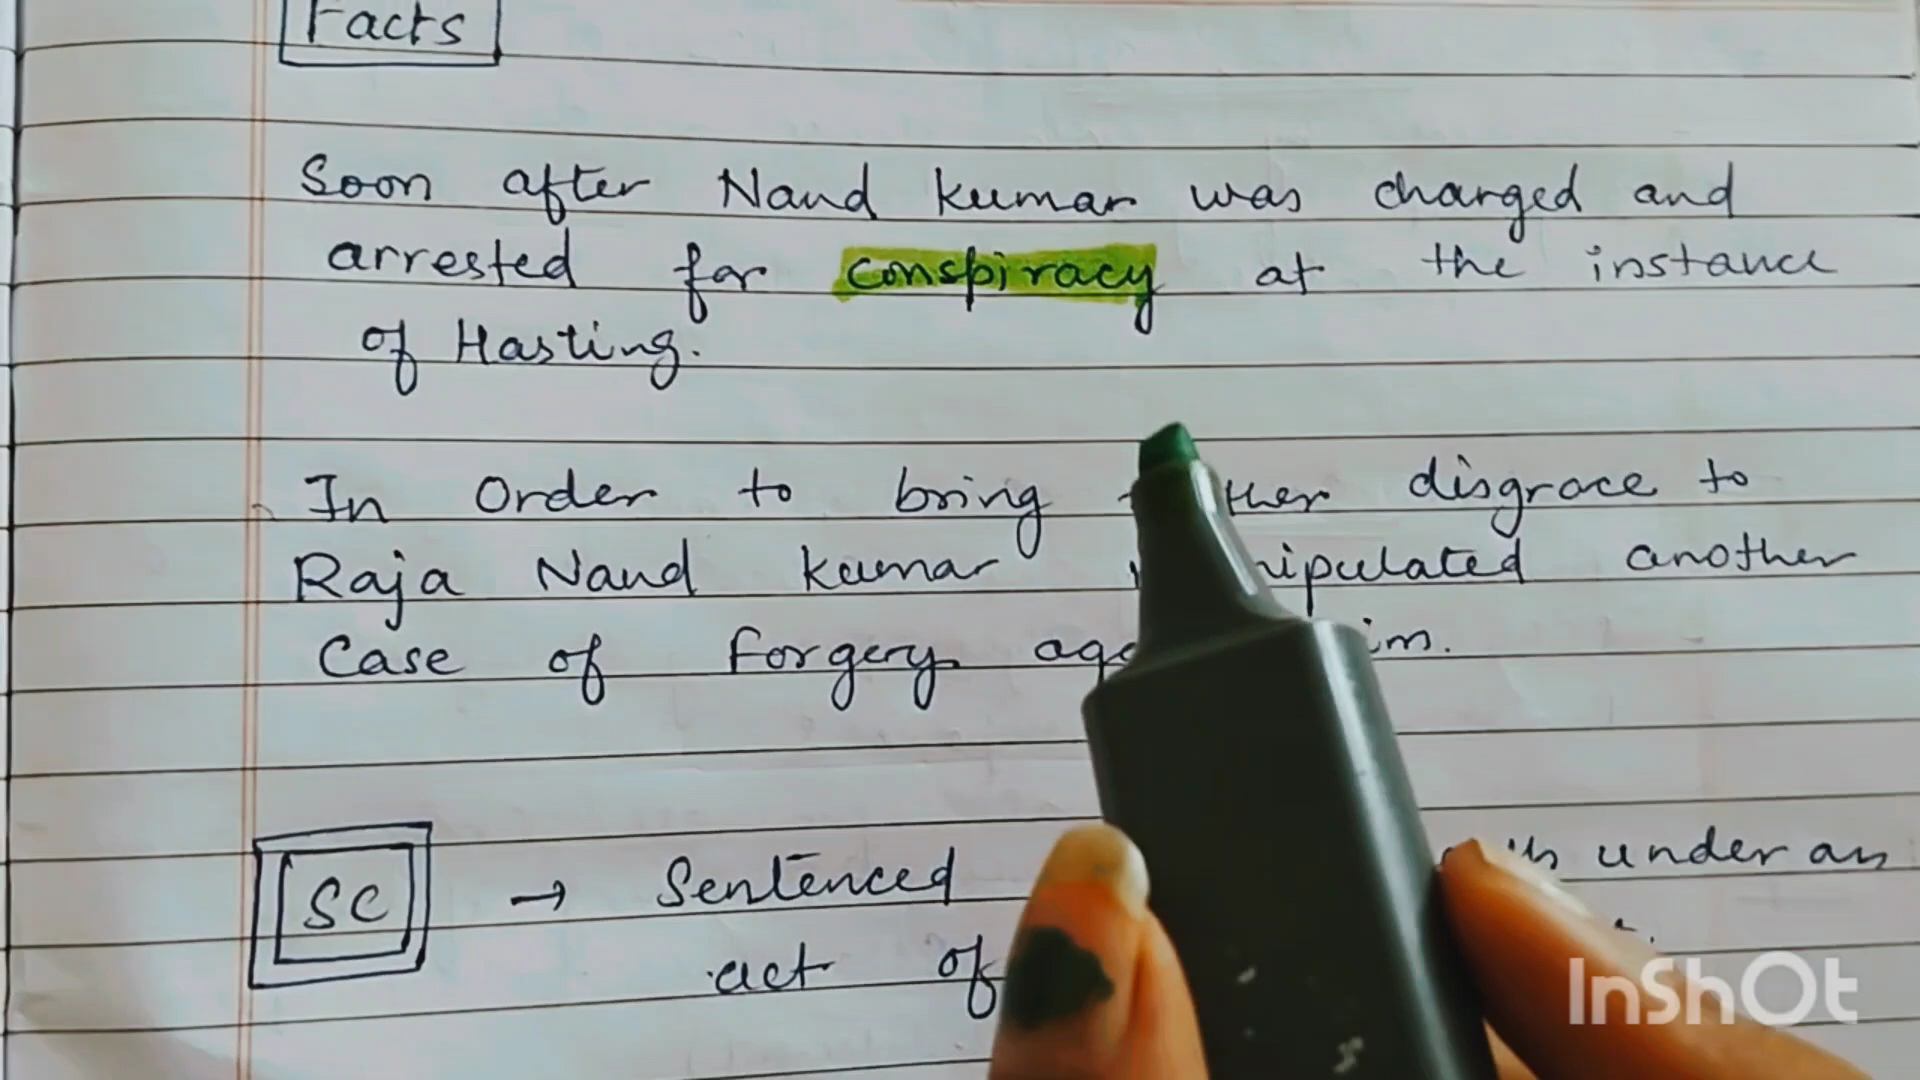 Facts
Soon after Nand Kumar was charged and
arrested for conspiracy at the instance
of Hasting.
In Order to bring disgrace to
Raja Nand Kumar another
Case of Forgery
SC → Sentenced under an
act of
InShOt